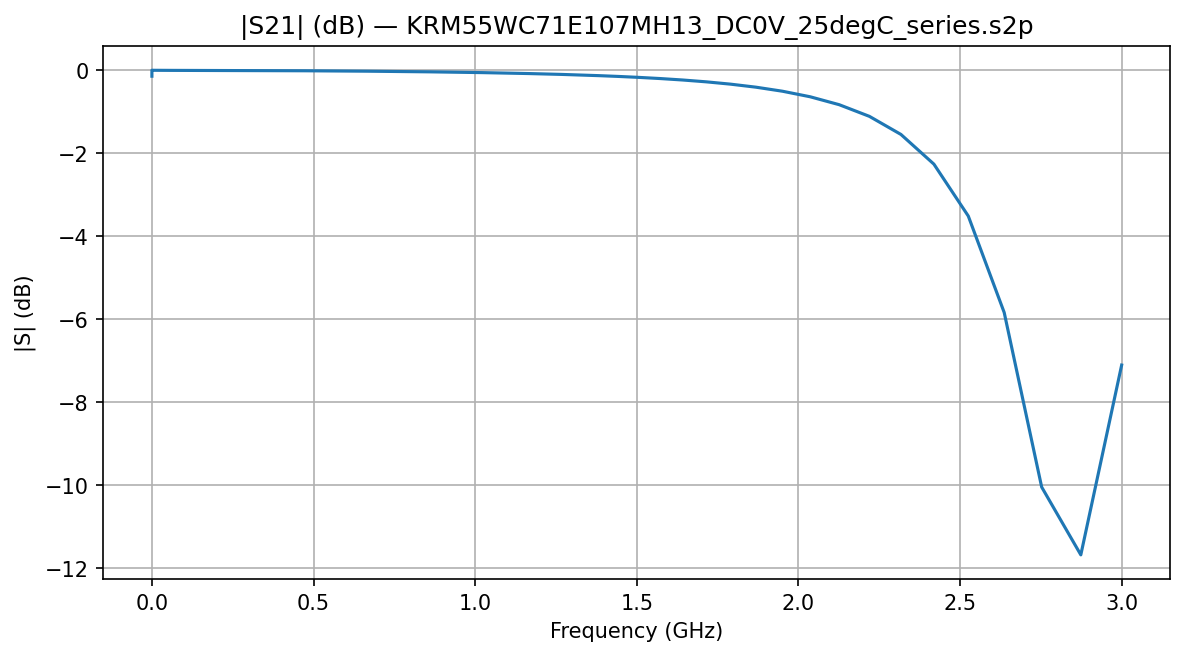 |S21| (dB) — KRM55WC71E107MH13_DC0V_25degC_series.s2p
|S| (dB)
0
−2
−4
−6
−8
−10
−12
0.0 0.5 1.0 1.5 2.0 2.5 3.0
Frequency (GHz)